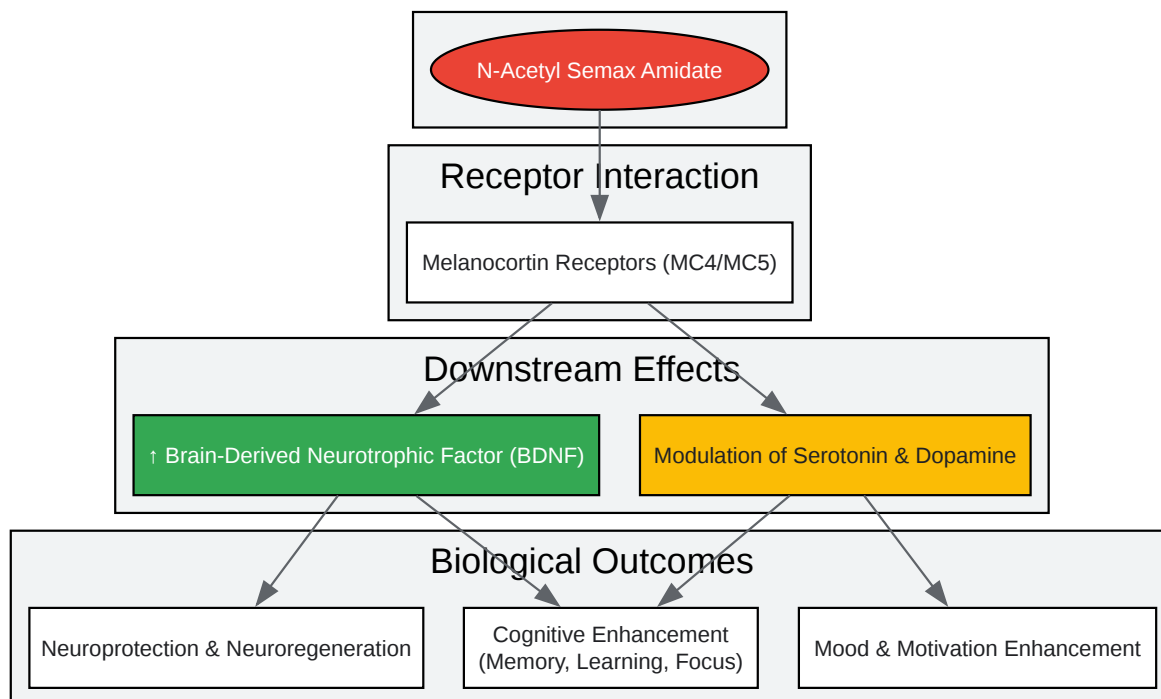 N-Acetyl Semax Amidate
Receptor Interaction
Melanocortin Receptors (MC4/MC5)
Downstream Effects
↑ Brain-Derived Neurotrophic Factor (BDNF)
Modulation of Serotonin & Dopamine
Biological Outcomes
Neuroprotection & Neuroregeneration
Cognitive Enhancement
(Memory, Learning, Focus)
Mood & Motivation Enhancement